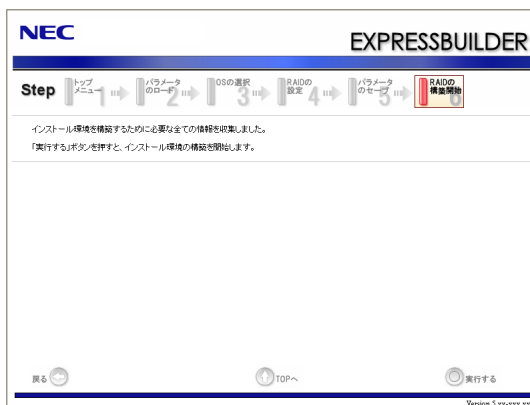 NEC
EXPRESSBUILDER
Step
トップメニュー 1
パラメータのロード 2
OSの選択 3
RAIDの設定 4
パラメータのセーブ 5
RAIDの構築開始 6
インストール環境を構築するために必要な全ての情報を収集しました。
「実行する」ボタンを押すと、インストール環境の構築を開始します。
戻る
TOPへ
実行する